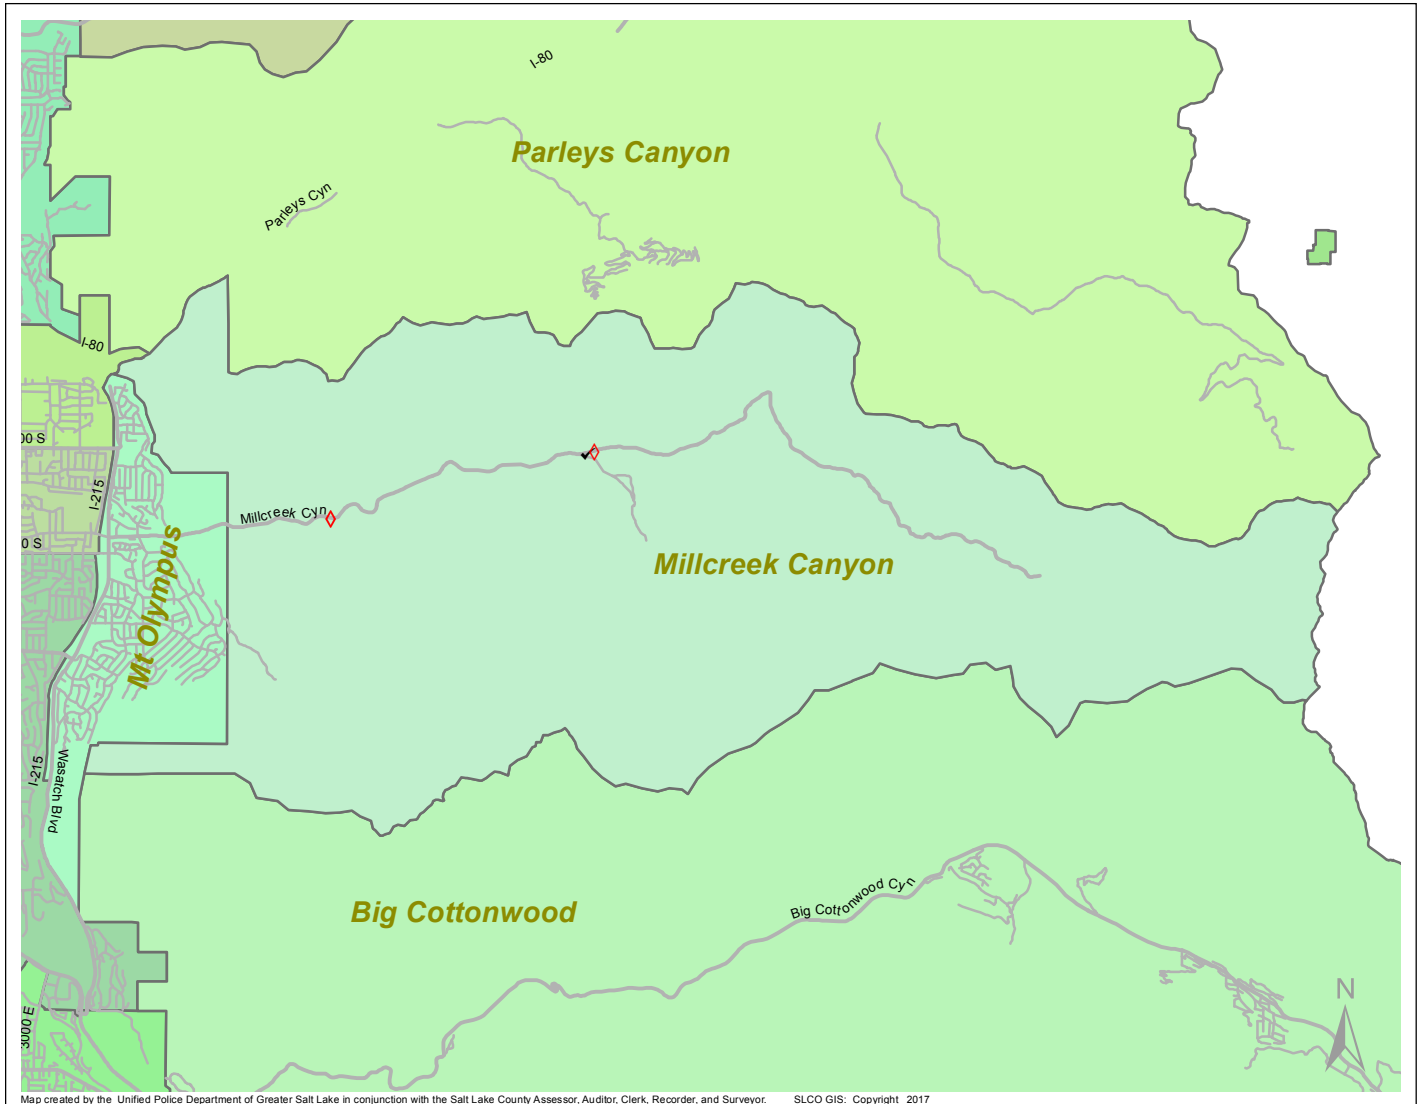 I-80
Parleys Canyon
Parleys Cyn
I-80
00 S
I-215
Millcreek Cyn
0 S
Mt Olympus
Millcreek Canyon
I-215
Wasatch Blvd
Big Cottonwood Cyn
Big Cottonwood
N
3000 E
Map created by the Unified Police Department of Greater Salt Lake in conjunction with the Salt Lake County Assessor, Auditor, Clerk, Recorder, and Surveyor. SLCO GIS: Copyright 2017